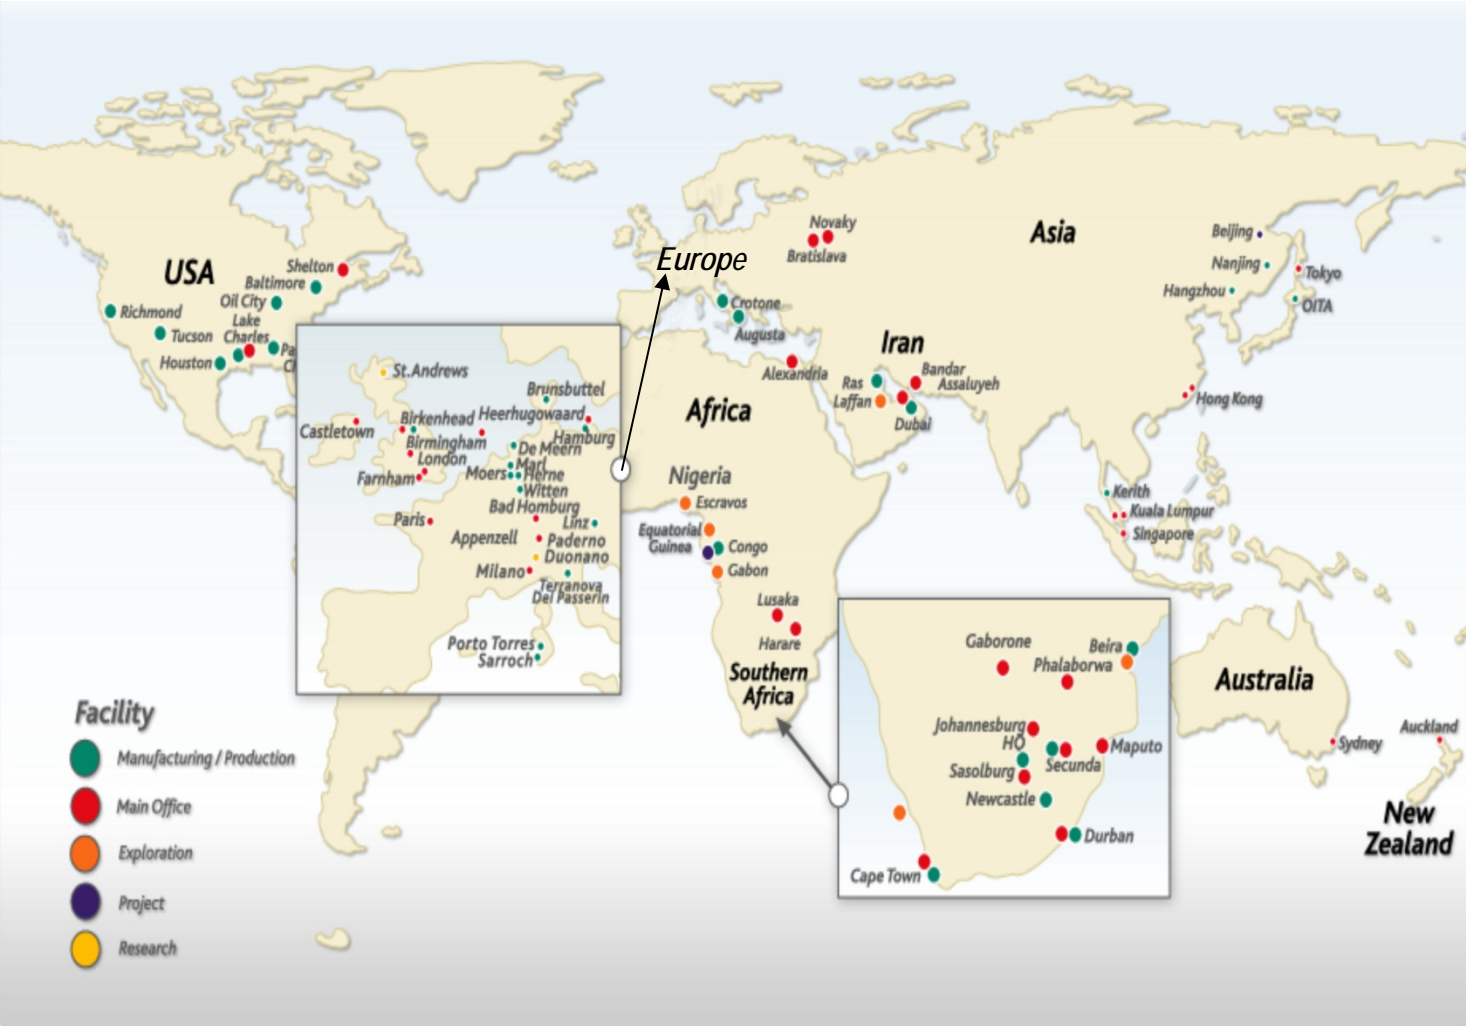 USA
Shelton
Baltimore
Oil City
Lake
Charles
Richmond
Tucson
Houston
Europe
Novaky
Bratislava
Crotone
Augusta
Asia
Beijing
Nanjing
Hangzhou
Tokyo
OITA
Hong Kong
Iran
Bandar
Assaluyeh
Ras
Laffan
Dubai
Alexandria
Africa
Nigeria
Escravos
Equatorial
Guinea
Congo
Gabon
Lusaka
Harare
Southern
Africa
Kerith
Kuala Lumpur
Singapore
Australia
Sydney
Auckland
New
Zealand
St.Andrews
Brunsbuttel
Castletown
Birkenhead
Heerhugowaard
Birmingham
Hamburg
London
De Meern
Farnham
Marl
Moers
Herne
Witten
Bad Homburg
Paris
Linz
Appenzell
Paderno
Duonano
Milano
Terranova
Dei Passerin
Porto Torres
Sarroch
Gaborone
Beira
Phalaborwa
Johannesburg
HO
Maputo
Secunda
Sasolburg
Newcastle
Durban
Cape Town
Facility
Manufacturing / Production
Main Office
Exploration
Project
Research